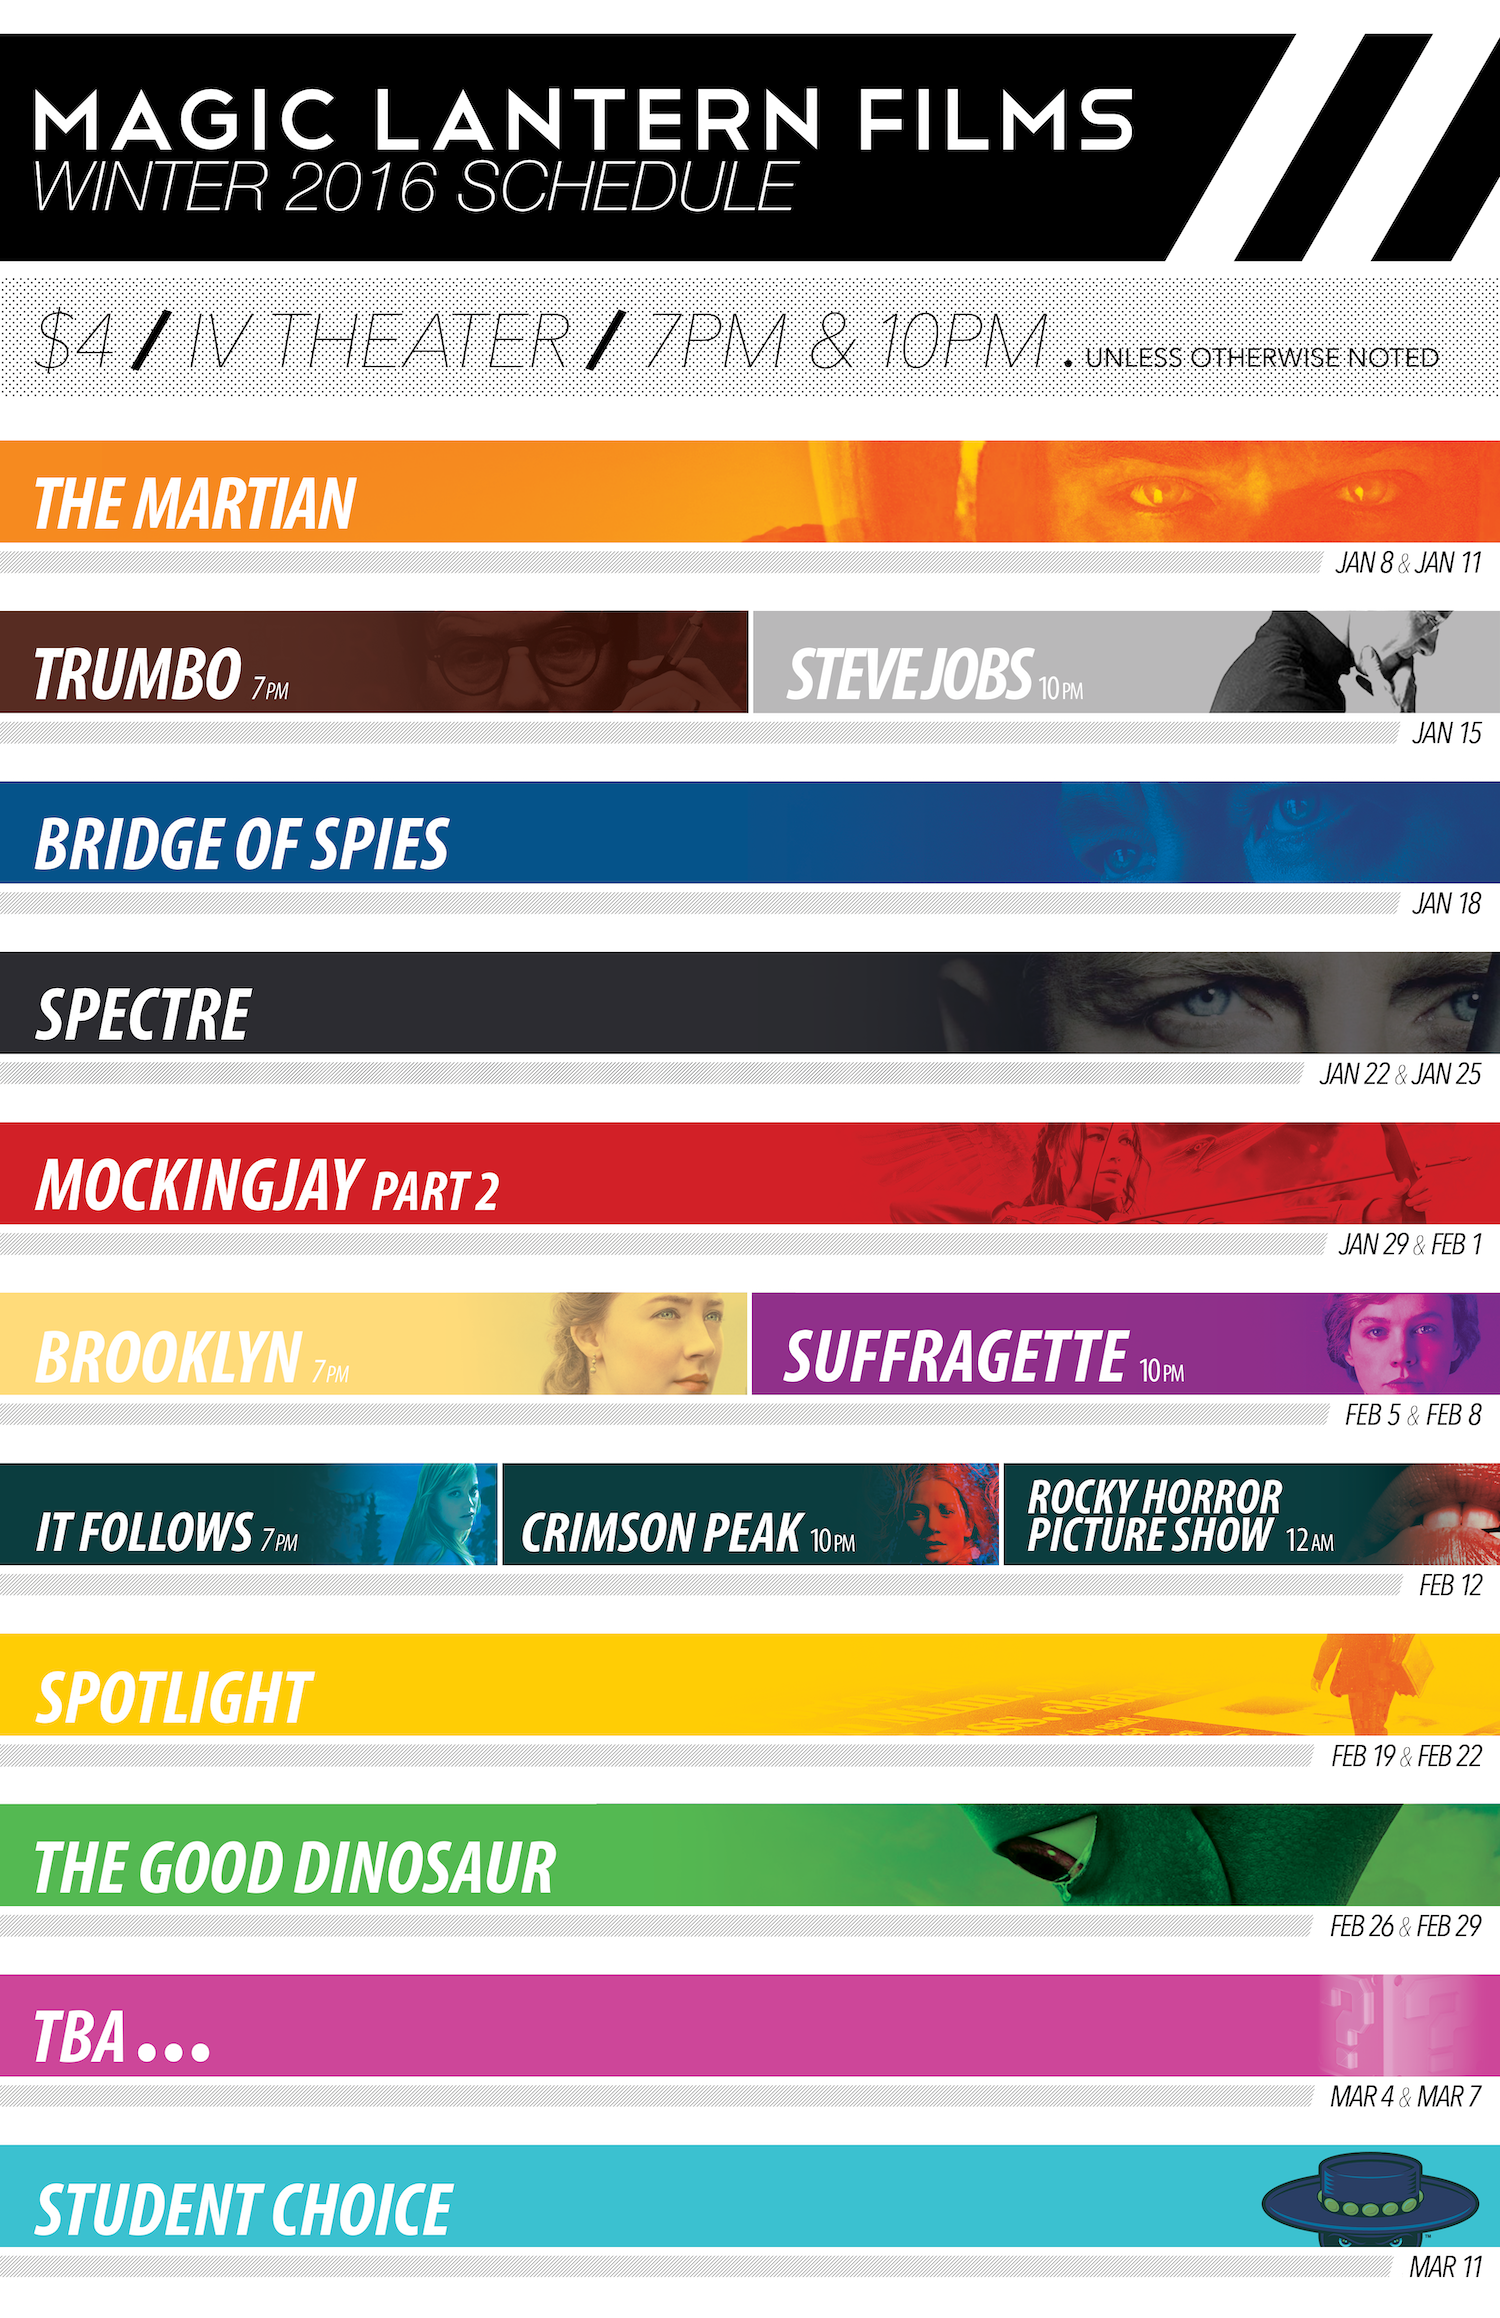 MAGIC LANTERN FILMS
WINTER 2016 SCHEDULE
$4 / IV THEATER / 7PM & 10PM . UNLESS OTHERWISE NOTED
THE MARTIAN
JAN 8 & JAN 11
TRUMBO 7PM
STEVE JOBS 10PM
JAN 15
BRIDGE OF SPIES
JAN 18
SPECTRE
JAN 22 & JAN 25
MOCKINGJAY PART 2
JAN 29 & FEB 1
BROOKLYN 7PM
SUFFRAGETTE 10PM
FEB 5 & FEB 8
IT FOLLOWS 7PM
CRIMSON PEAK 10PM
ROCKY HORROR
PICTURE SHOW 12AM
FEB 12
SPOTLIGHT
FEB 19 & FEB 22
THE GOOD DINOSAUR
FEB 26 & FEB 29
TBA...
? ?
MAR 4 & MAR 7
STUDENT CHOICE
TM
MAR 11